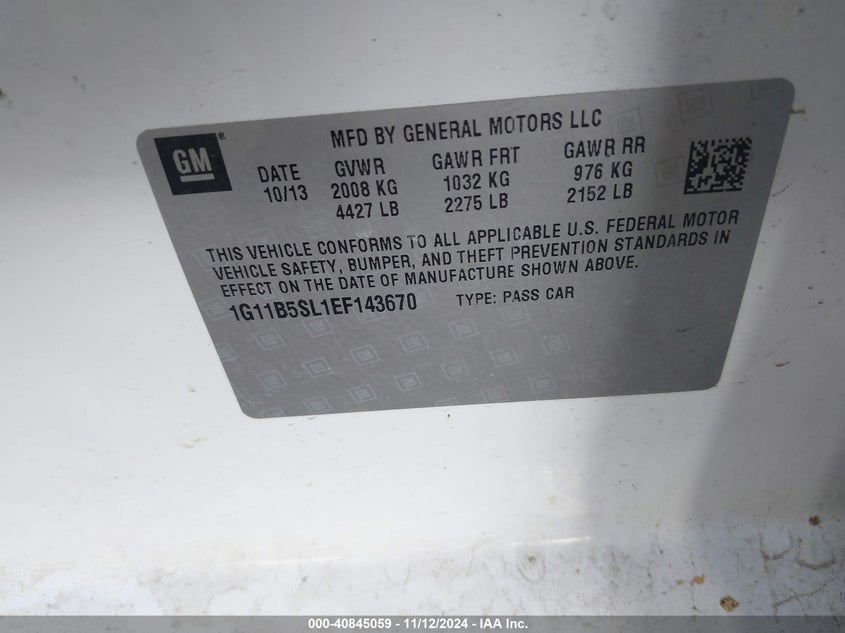 GM
MFD BY GENERAL MOTORS LLC
DATE GVWR GAWR FRT GAWR RR
10/13 2008 KG 1032 KG 976 KG
4427 LB 2275 LB 2152 LB
THIS VEHICLE CONFORMS TO ALL APPLICABLE U.S. FEDERAL MOTOR
VEHICLE SAFETY, BUMPER, AND THEFT PREVENTION STANDARDS IN
EFFECT ON THE DATE OF MANUFACTURE SHOWN ABOVE.
1G11B5SL1EF143670 TYPE: PASS CAR
000-40845059 - 11/12/2024 - IAA Inc.